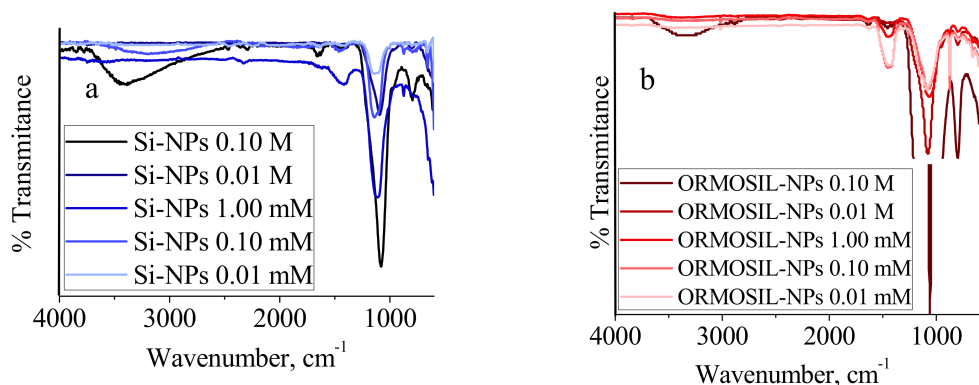 a
% Transmitance
Si-NPs 0.10 M
Si-NPs 0.01 M
Si-NPs 1.00 mM
Si-NPs 0.10 mM
Si-NPs 0.01 mM
4000 3000 2000 1000
Wavenumber, cm-1
b
% Transmitance
ORMOSIL-NPs 0.10 M
ORMOSIL-NPs 0.01 M
ORMOSIL-NPs 1.00 mM
ORMOSIL-NPs 0.10 mM
ORMOSIL-NPs 0.01 mM
4000 3000 2000 1000
Wavenumber, cm-1